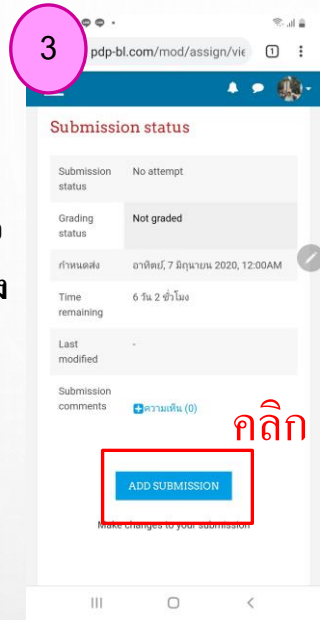 3
pdp-bl.com/mod/assign/vie
1
Submission status
Submission status
No attempt
Grading status
Not graded
กำหนดส่ง
อาทิตย์, 7 มิถุนายน 2020, 12:00AM
Time remaining
6 วัน 2 ชั่วโมง
Last modified
-
Submission comments
ความเห็น (0)
คลิก
ADD SUBMISSION
Make changes to your submission